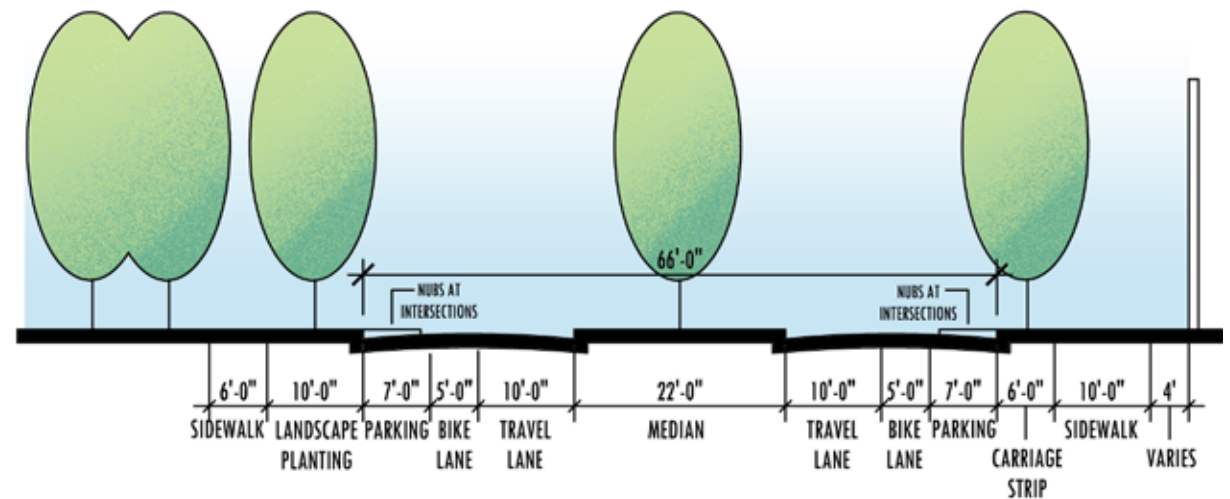 66'-0"
NUBS AT
INTERSECTIONS
NUBS AT
INTERSECTIONS
6'-0" 10'-0" 7'-0" 5'-0" 10'-0" 22'-0" 10'-0" 5'-0" 7'-0" 6'-0" 10'-0" 4'
SIDEWALK LANDSCAPE PARKING BIKE TRAVEL MEDIAN TRAVEL BIKE PARKING SIDEWALK VARIES
PLANTING LANE LANE LANE LANE CARRIAGE
STRIP